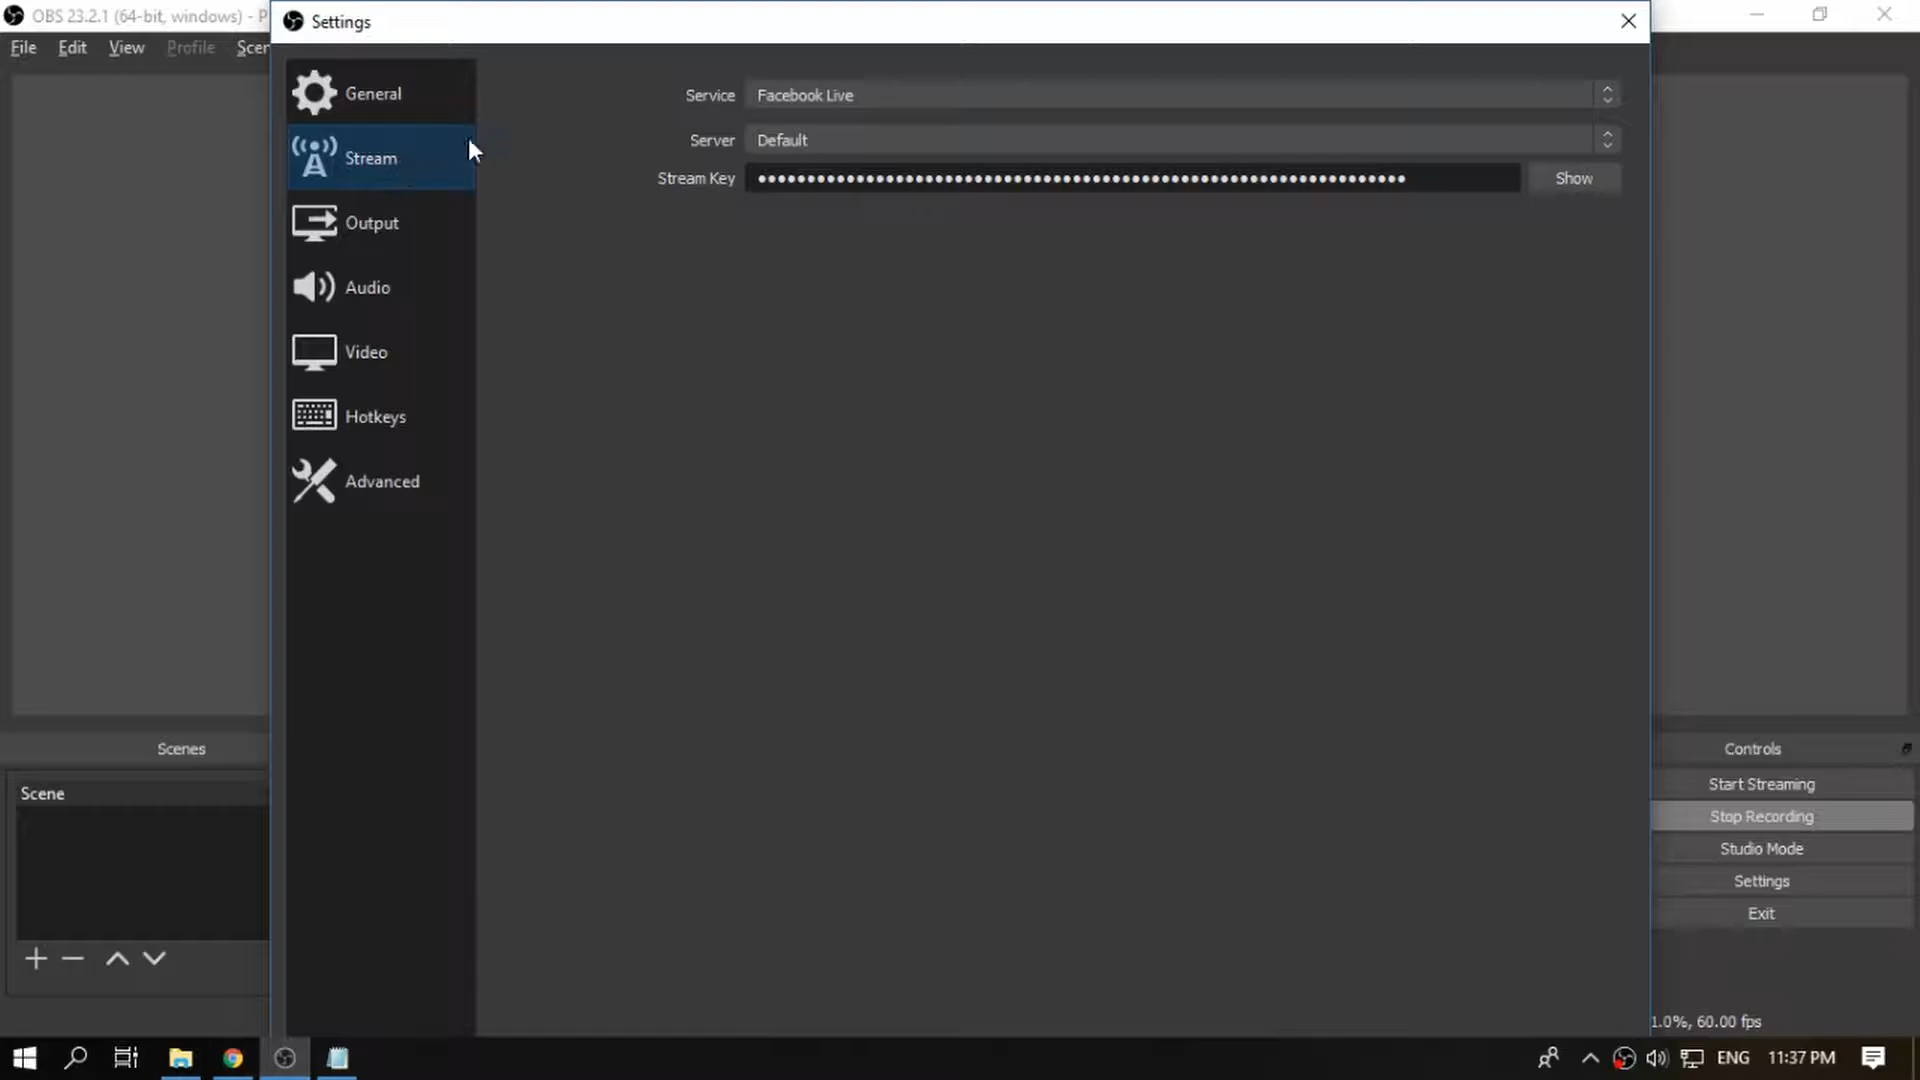 OBS 23.2.1 (64-bit, windows) - P
Settings
File Edit View Profile Scen
General
Stream
Output
Audio
Video
Hotkeys
Advanced
Service Facebook Live
Server Default
Stream Key ●●●●●●●●●●●●●●●●●●●●●●●●●●●●●●●●●●●●●●●●●●●●●●●●●●●●●●●●●●●●●●●●●● Show
Scenes
Scene
Controls
Start Streaming
Stop Recording
Studio Mode
Settings
Exit
1.0%, 60.00 fps
ENG 11:37 PM